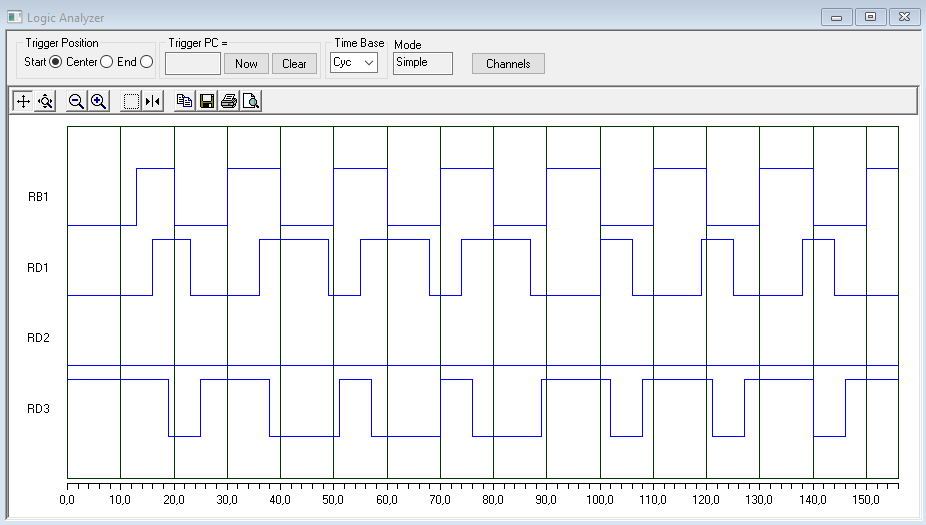 Logic Analyzer
Trigger Position
Start Center End
Trigger PC =
Now Clear
Time Base
Cyc
Mode
Simple
Channels
RB1
RD1
RD2
RD3
0,0 10,0 20,0 30,0 40,0 50,0 60,0 70,0 80,0 90,0 100,0 110,0 120,0 130,0 140,0 150,0